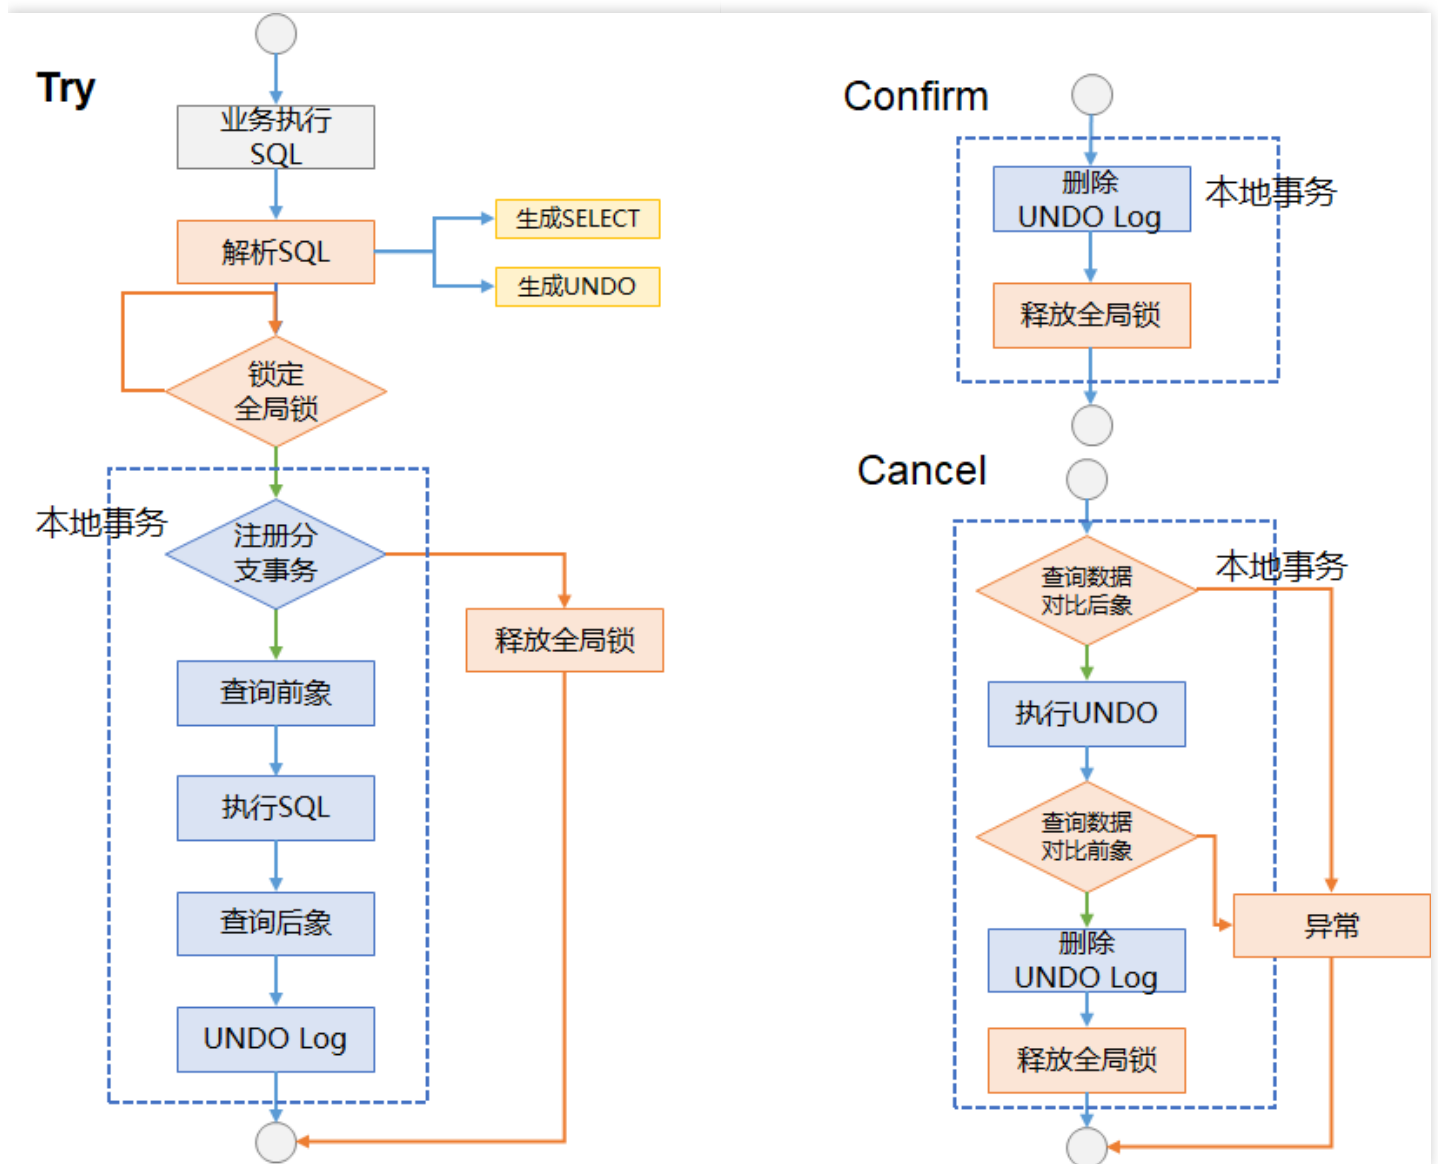 Try
业务执行
SQL
解析SQL
生成SELECT
生成UNDO
锁定
全局锁
本地事务
注册分
支事务
释放全局锁
查询前象
执行SQL
查询后象
UNDO Log
Confirm
本地事务
删除
UNDO Log
释放全局锁
Cancel
本地事务
查询数据
对比后象
执行UNDO
查询数据
对比前象
异常
删除
UNDO Log
释放全局锁